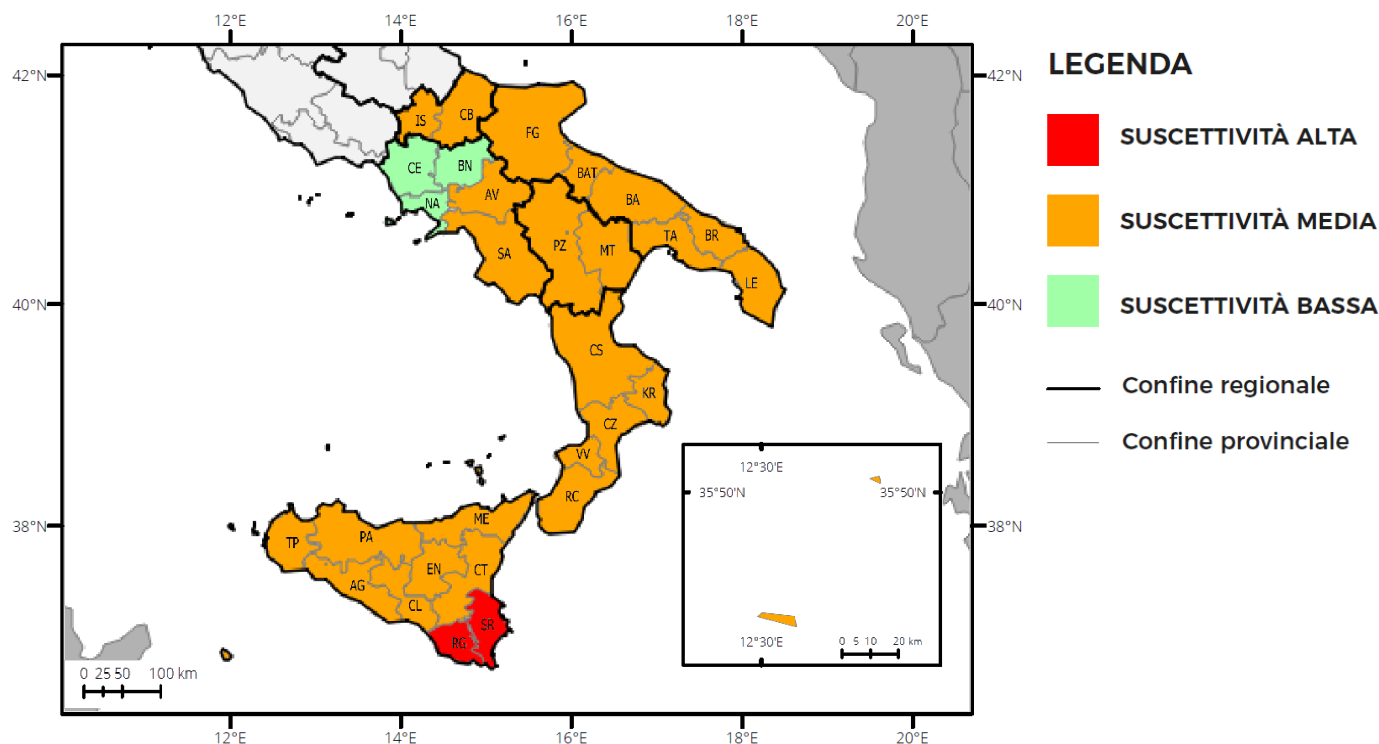 12°E 14°E 16°E 18°E 20°E
42°N 42°N
LEGENDA
SUSCETTIVITÀ ALTA
IS CB FG
CE BN BAT
AV
NA BA
SUSCETTIVITÀ MEDIA
TA BR
SA PZ MT
LE
40°N 40°N
SUSCETTIVITÀ BASSA
CS
Confine regionale
KR
CZ
Confine provinciale
VV
12°30'E
35°50'N 35°50'N
RC
ME
38°N 38°N
TP PA
EN CT
AG
CL
SR
RG
12°30'E
0 5 10 20 km
0 25 50 100 km
12°E 14°E 16°E 18°E 20°E